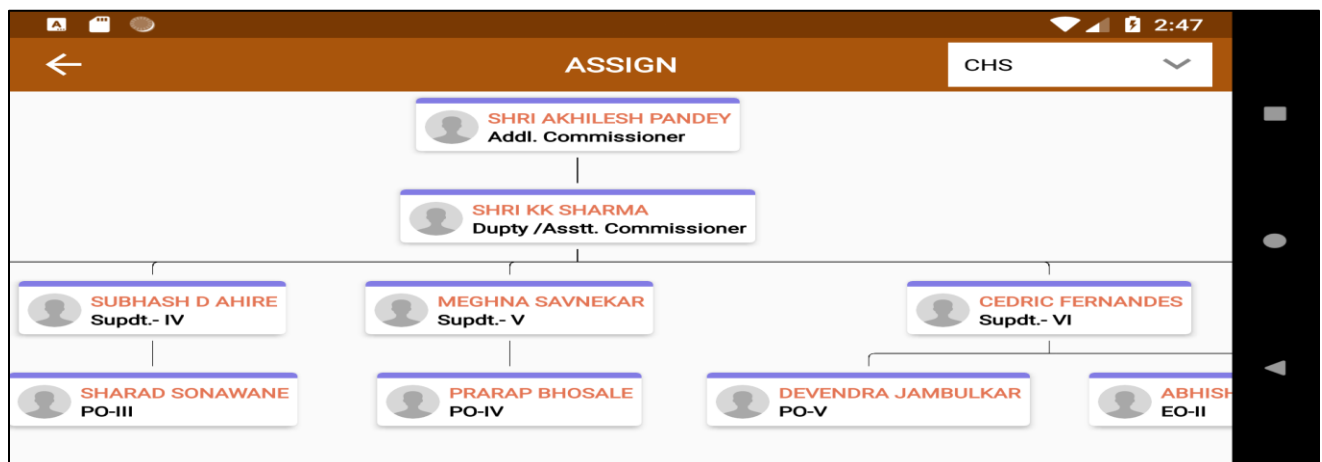 2:47
ASSIGN
CHS
SHRI AKHILESH PANDEY
Addl. Commissioner
SHRI KK SHARMA
Dupty /Asstt. Commissioner
SUBHASH D AHIRE
Supdt.- IV
MEGHNA SAVNEKAR
Supdt.- V
CEDRIC FERNANDES
Supdt.- VI
SHARAD SONAWANE
PO-III
PRARAP BHOSALE
PO-IV
DEVENDRA JAMBULKAR
PO-V
ABHISH
EO-II